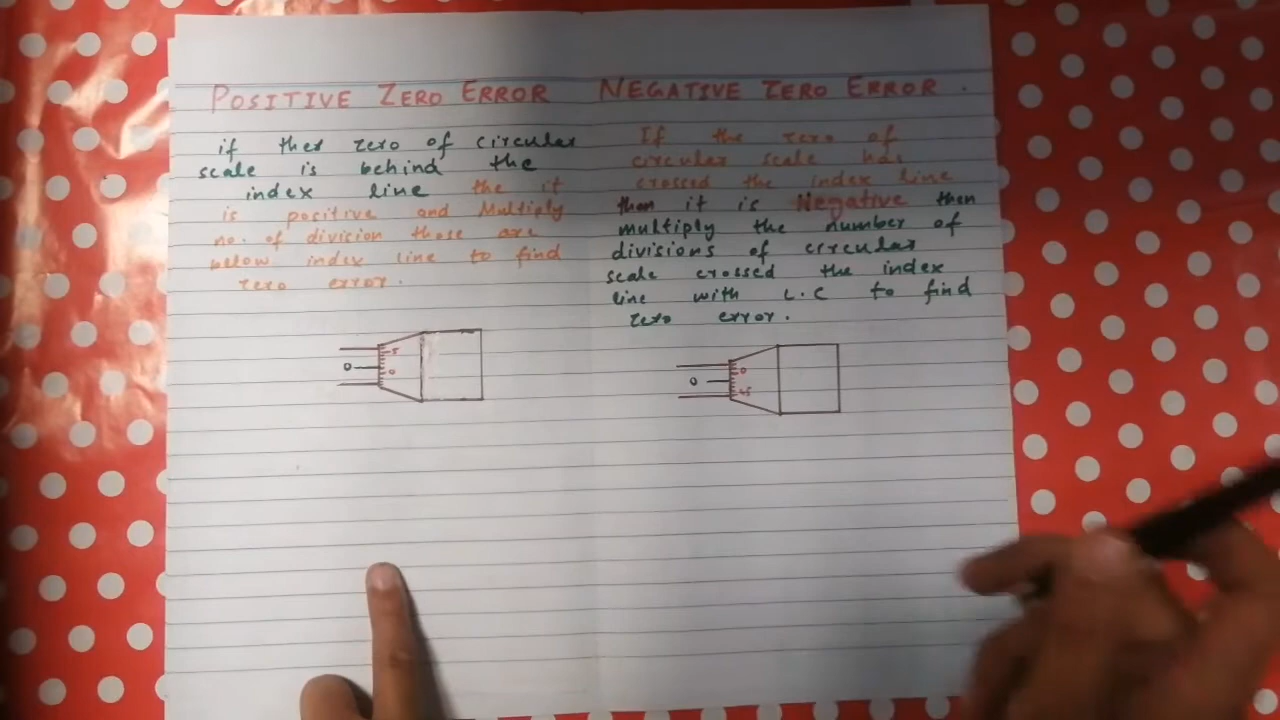 POSITIVE ZERO ERROR
if ther zero of circular
scale is behind the
index line the it
is positive and Multiply
no. of division those are
below index line to find
zero error.
5
0
0
NEGATIVE ZERO ERROR.
If the zero of
circular scale has
crossed the index line
then it is Negative then
multiply the number of
divisions of circular
scale crossed the index
line with L.C to find
zero error.
0
0
45